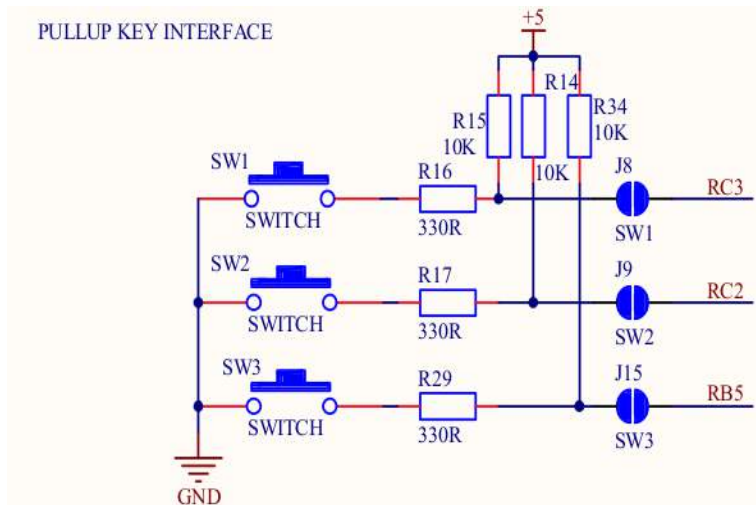 PULLUP KEY INTERFACE
+5
R14
R15
R34
10K
10K
10K
SW1
R16
J8
RC3
SWITCH
330R
SW1
SW2
R17
J9
RC2
SWITCH
330R
SW2
SW3
R29
J15
RB5
SWITCH
330R
SW3
GND